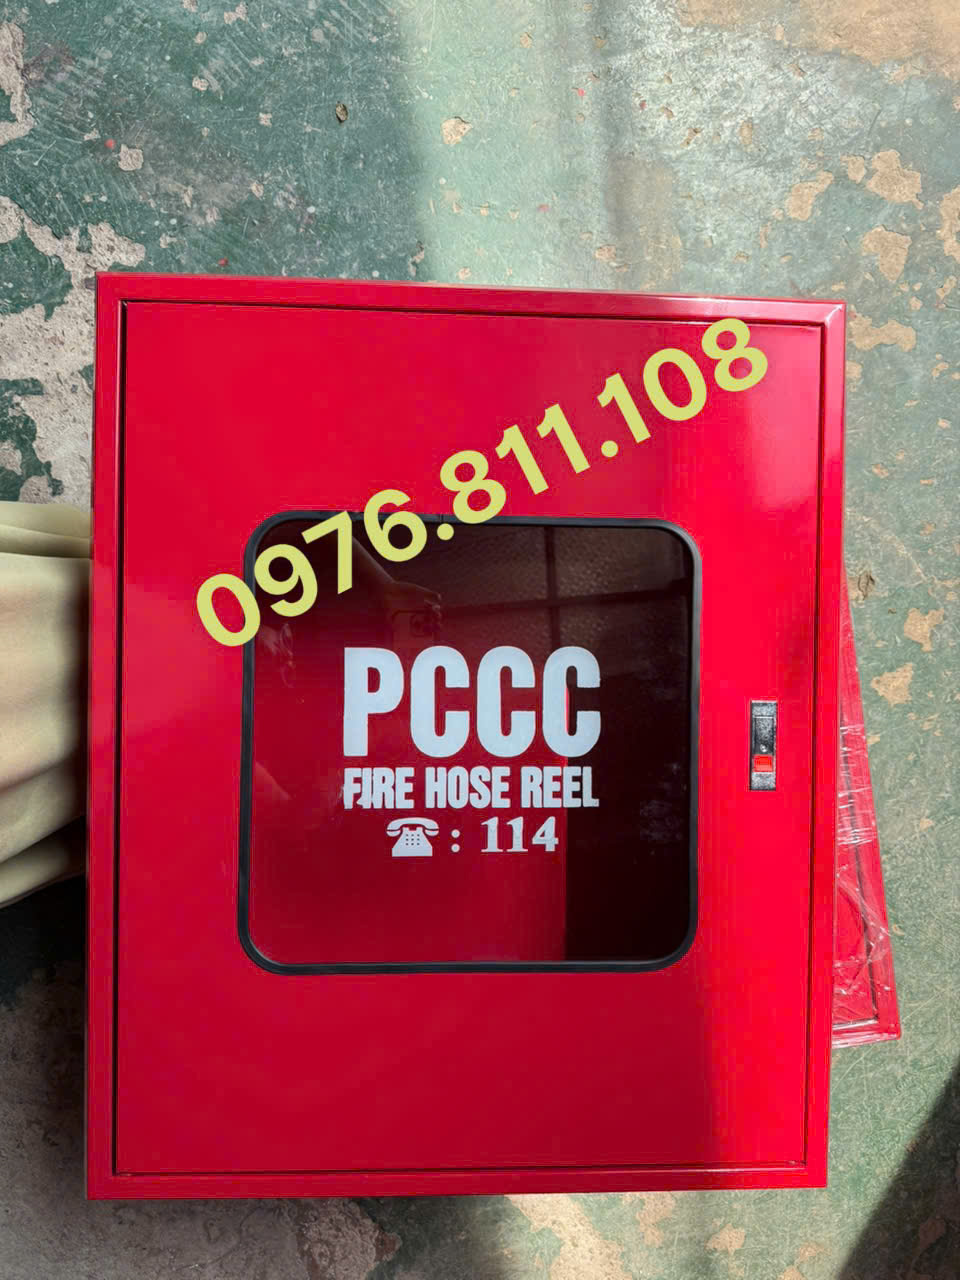 0976.811.108
PCCC
FIRE HOSE REEL
☎: 114